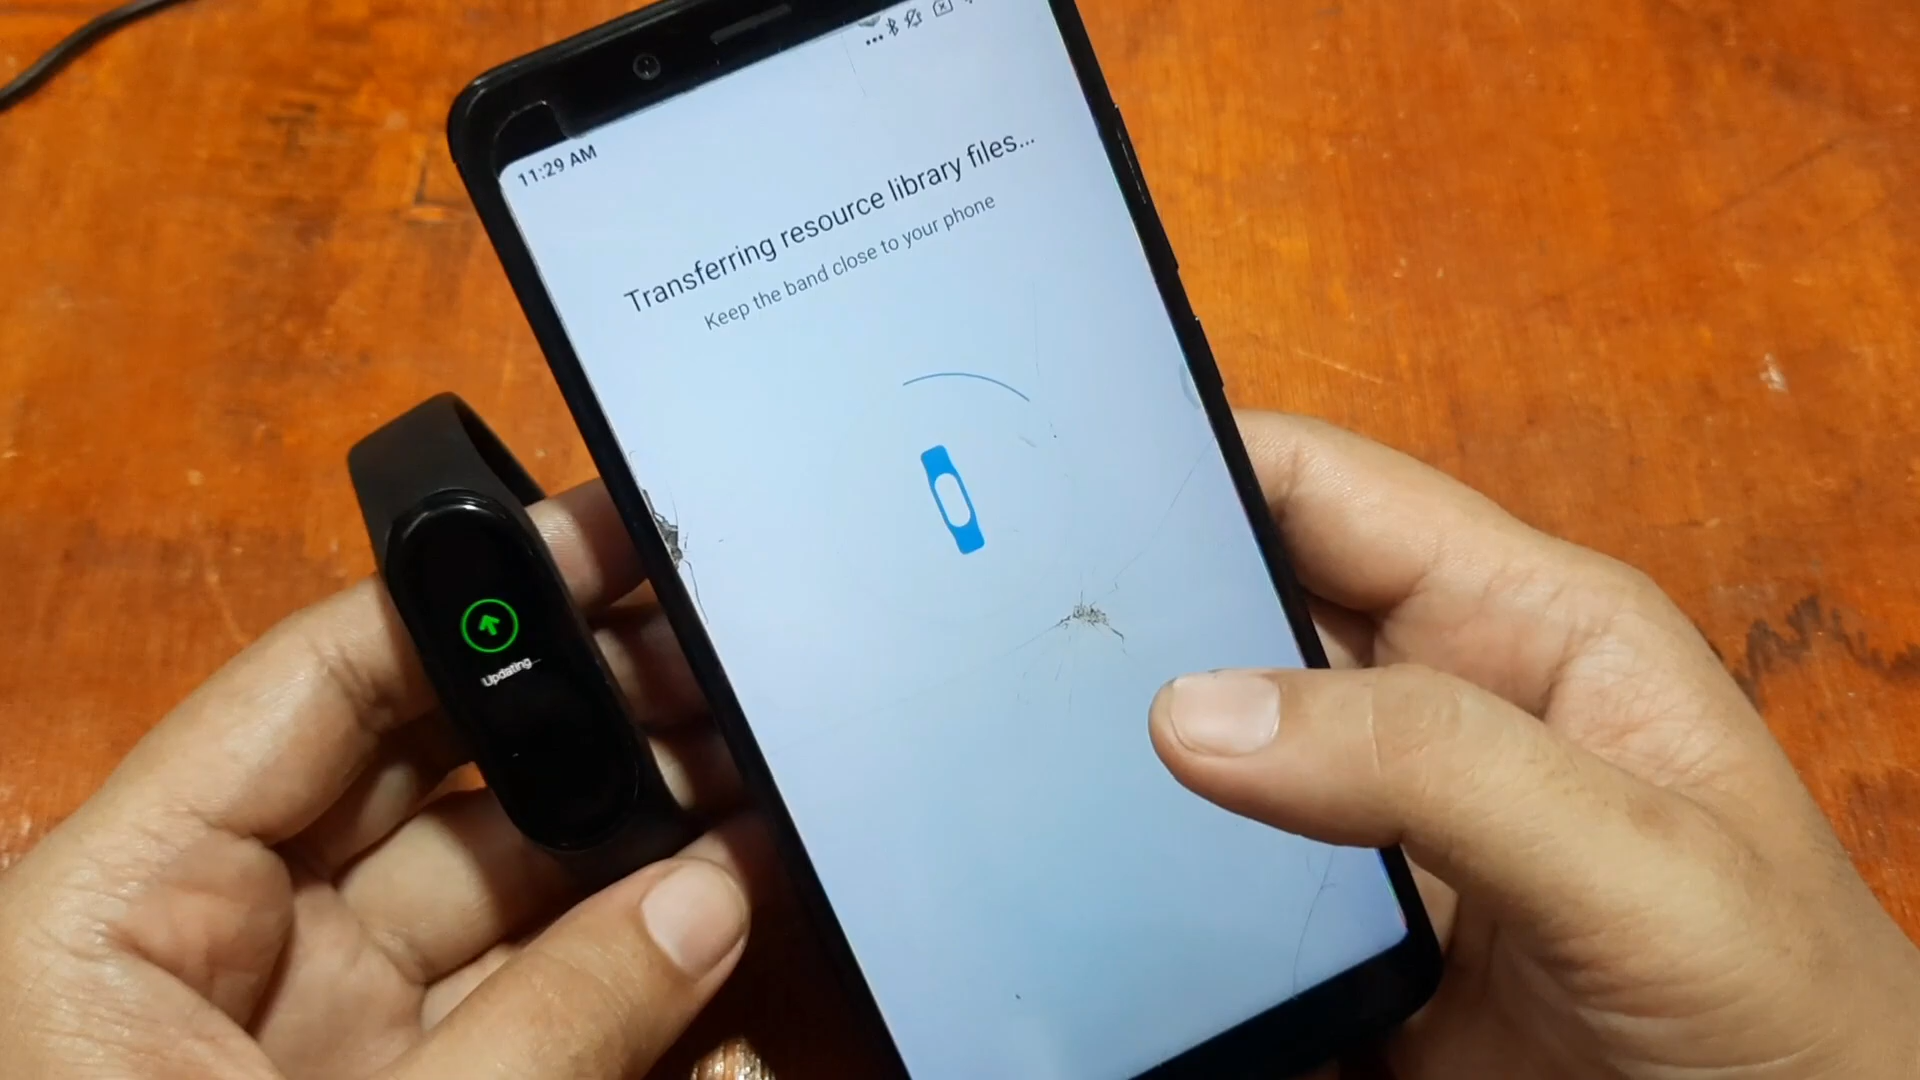 11:29 AM
Transferring resource library files...
Keep the band close to your phone
Updating...